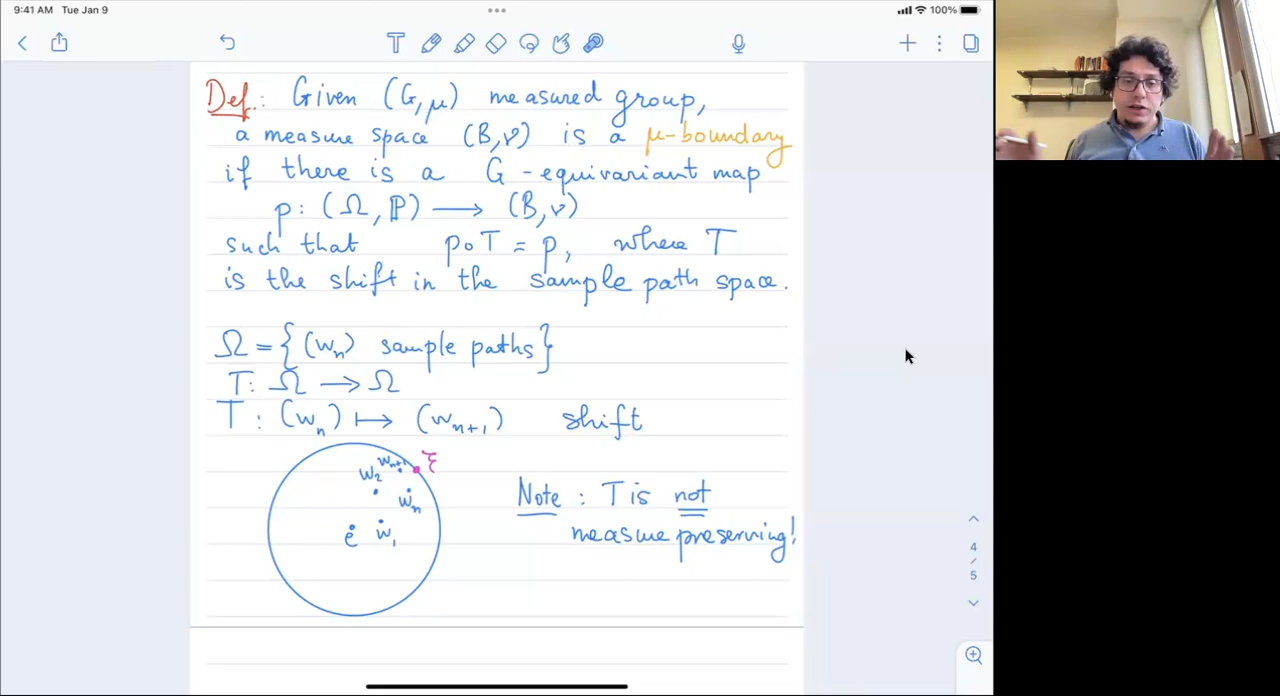 9:41 AM Tue Jan 9
100%
Def.: Given (G, μ) measured group,
a measure space (B, ν) is a μ-boundary
if there is a G-equivariant map
p: (Ω, ℙ) ⟶ (B, ν)
such that p∘T = p, where T
is the shift in the sample path space.
Ω = {(wₙ) sample paths}
T: Ω → Ω
T: (wₙ) ↦ (wₙ₊₁) shift
wₙ₊₁ ξ
w₂
wₙ
e w₁
Note: T is not
measure preserving!
4
/
5